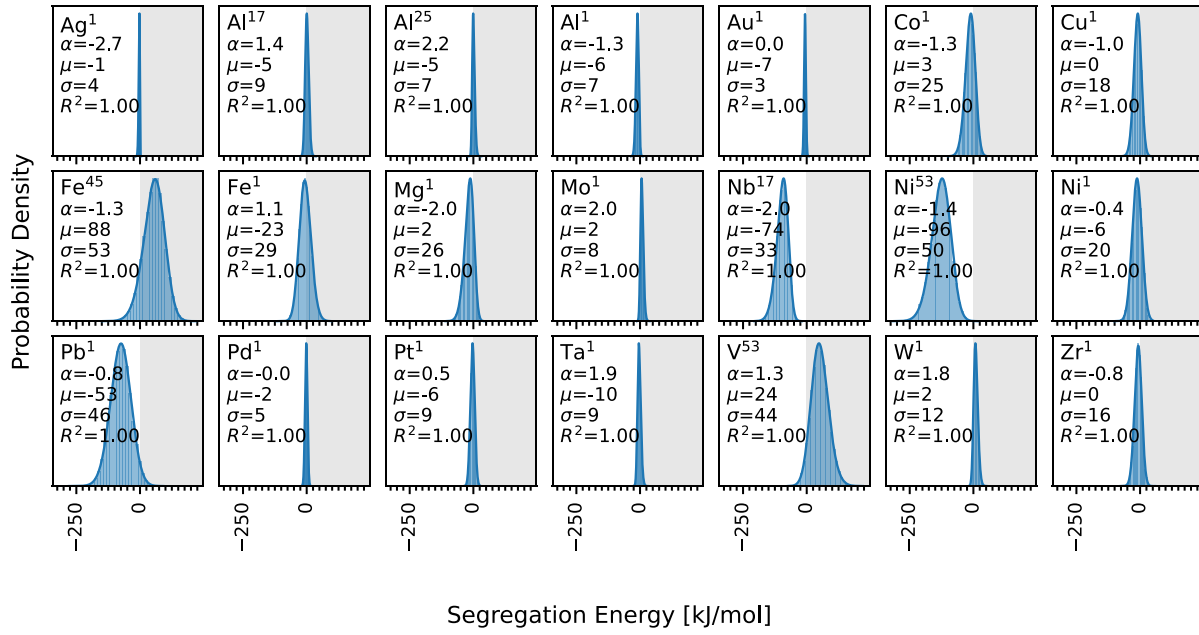 Ag¹
α=-2.7
μ=-1
σ=4
R²=1.00
Al¹⁷
α=1.4
μ=-5
σ=9
R²=1.00
Al²⁵
α=2.2
μ=-5
σ=7
R²=1.00
Al¹
α=-1.3
μ=-6
σ=7
R²=1.00
Au¹
α=0.0
μ=-7
σ=3
R²=1.00
Co¹
α=-1.3
μ=3
σ=25
R²=1.00
Cu¹
α=-1.0
μ=0
σ=18
R²=1.00
Probability Density
Fe⁴⁵
α=-1.3
μ=88
σ=53
R²=1.00
Fe¹
α=1.1
μ=-23
σ=29
R²=1.00
Mg¹
α=-2.0
μ=2
σ=26
R²=1.00
Mo¹
α=2.0
μ=2
σ=8
R²=1.00
Nb¹⁷
α=-2.0
μ=-74
σ=33
R²=1.00
Ni⁵³
α=-1.4
μ=-96
σ=50
R²=1.00
Ni¹
α=-0.4
μ=-6
σ=20
R²=1.00
Pb¹
α=-0.8
μ=-53
σ=46
R²=1.00
Pd¹
α=-0.0
μ=-2
σ=5
R²=1.00
Pt¹
α=0.5
μ=-6
σ=9
R²=1.00
Ta¹
α=1.9
μ=-10
σ=9
R²=1.00
V⁵³
α=1.3
μ=24
σ=44
R²=1.00
W¹
α=1.8
μ=2
σ=12
R²=1.00
Zr¹
α=-0.8
μ=0
σ=16
R²=1.00
−250 0 −250 0 −250 0 −250 0 −250 0 −250 0 −250 0
Segregation Energy [kJ/mol]